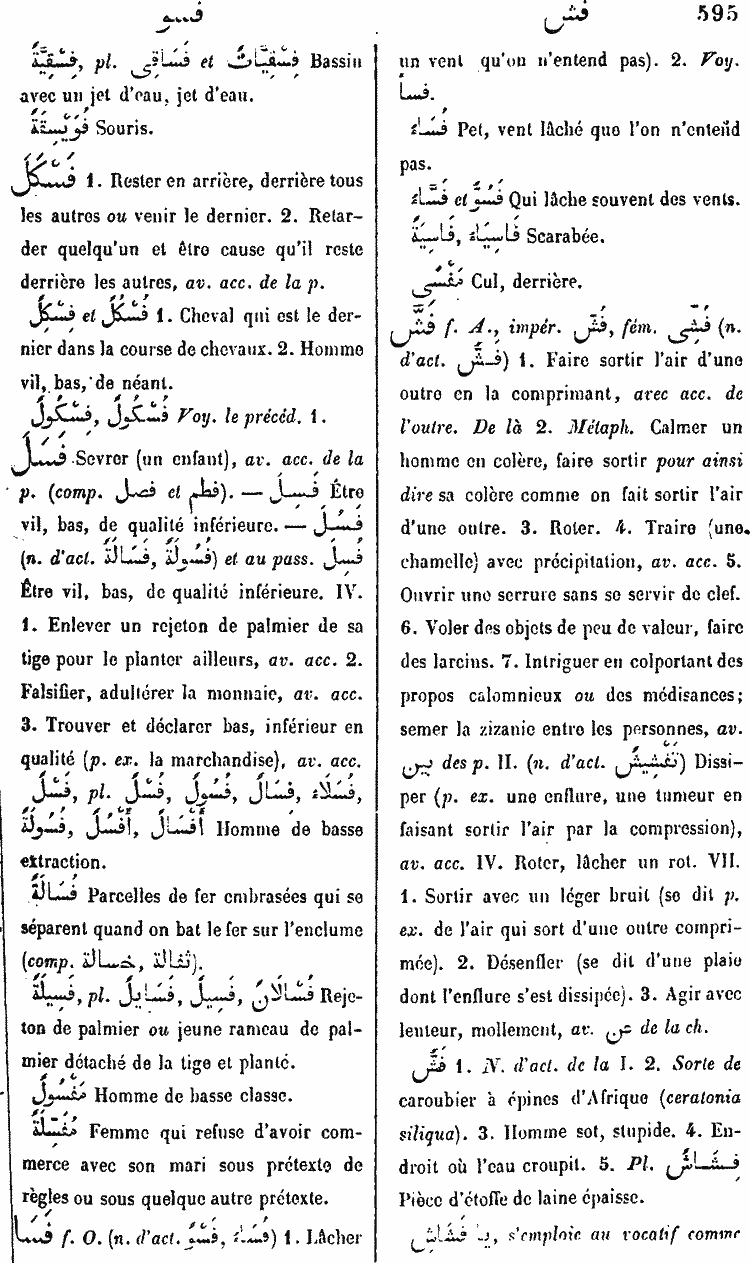 فسو
فش
595
فَسْقِيَّةٌ, pl. فَسَاقِى et فَسْقِيَّاتٌ Bassin
avec un jet d'eau, jet d'eau.
فُوَيْسِقَةٌ Souris.
فَسْكَلَ 1. Rester en arrière, derrière tous
les autres ou venir le dernier. 2. Retar-
der quelqu'un et être cause qu'il reste
derrière les autres, av. acc. de la p.
فِسْكِلٌ et فُسْكُلٌ 1. Cheval qui est le der-
nier dans la course de chevaux. 2. Homme
vil, bas, de néant.
فُسْكُولٌ, فِسْكَوْلٌ Voy. le précéd. 1.
فَسَلَ Sevrer (un enfant), av. acc. de la
p. (comp. فصل et فطم). — فَسِلَ Être
vil, bas, de qualité inférieure. — فَسُلَ
(n. d'act. فَسَالَةٌ, فُسُولَةٌ) et au pass. فُسِلَ
Être vil, bas, de qualité inférieure. IV.
1. Enlever un rejeton de palmier de sa
tige pour le planter ailleurs, av. acc. 2.
Falsifier, adultérer la monnaie, av. acc.
3. Trouver et déclarer bas, inférieur en
qualité (p. ex. la marchandise), av. acc.
فَسْلٌ, pl. فُسْلٌ, فُسُولٌ, فِسَالٌ, فُسَلَاءُ,
فُسُولَةٌ, أَفْسُلٌ, أَفْسَالٌ Homme de basse
extraction.
فُسَالَةٌ Parcelles de fer embrasées qui se
séparent quand on bat le fer sur l'enclume
(comp. خسالة, ثفالة).
فَسِيلَةٌ, pl. فَسَايِلُ, فَسِيلٌ, فُسْلَانٌ Reje-
ton de palmier ou jeune rameau de pal-
mier détaché de la tige et planté.
مَفْسُولٌ Homme de basse classe.
مُفَسِّلَةٌ Femme qui refuse d'avoir com-
merce avec son mari sous prétexte de
règles ou sous quelque autre prétexte.
فَسَا f. O. (n. d'act. فَسْوٌ, فُسَاءٌ) 1. Lâcher
un vent qu'on n'entend pas). 2. Voy.
فسأ.
فُسَاءٌ Pet, vent lâché que l'on n'entend
pas.
فَسَّاءٌ et فَسُوٌّ Qui lâche souvent des vents.
فَاسِيَةٌ, فَاسِيَاءُ Scarabée.
مَفْسًى Cul, derrière.
فَشَّ f. A., impér. فَشِّ, fém. فَشِّى (n.
d'act. فَشٌّ) 1. Faire sortir l'air d'une
outre en la comprimant, avec acc. de
l'outre. De là 2. Métaph. Calmer un
homme en colère, faire sortir pour ainsi
dire sa colère comme on fait sortir l'air
d'une outre. 3. Roter. 4. Traire (une
chamelle) avec précipitation, av. acc. 5.
Ouvrir une serrure sans se servir de clef.
6. Voler des objets de peu de valeur, faire
des larcins. 7. Intriguer en colportant des
propos calomnieux ou des médisances;
semer la zizanie entre les personnes, av.
بين des p. II. (n. d'act. تَفْشِيشٌ) Dissi-
per (p. ex. une enflure, une tumeur en
faisant sortir l'air par la compression),
av. acc. IV. Roter, lâcher un rot. VII.
1. Sortir avec un léger bruit (se dit p.
ex. de l'air qui sort d'une outre compri-
mée). 2. Désenfler (se dit d'une plaie
dont l'enflure s'est dissipée). 3. Agir avec
lenteur, mollement, av. عن de la ch.
فَشٌّ 1. N. d'act. de la I. 2. Sorte de
caroubier à épines d'Afrique (ceratonia
siliqua). 3. Homme sot, stupide. 4. En-
droit où l'eau croupit. 5. Pl. فِشَاشٌ
Pièce d'étoffe de laine épaisse.
يا فَشَاشِ, s'emploie au vocatif comme